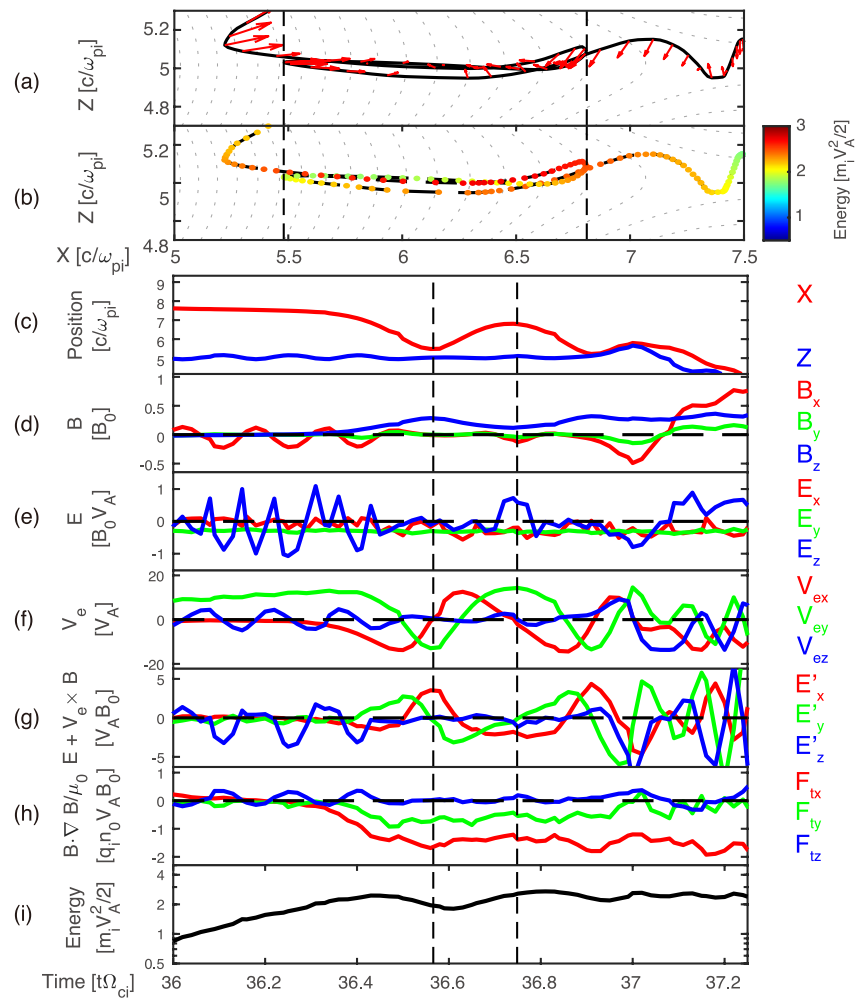 (a)
Z [c/ω_pi]
5.2
5
4.8
(b)
Z [c/ω_pi]
5.2
5
4.8
X [c/ω_pi]
5
5.5
6
6.5
7
7.5
3
2
1
Energy [m_i V_A^2/2]
(c)
Position
[c/ω_pi]
9
8
7
6
5
X
Z
(d)
B
[B_0]
1
0.5
0
-0.5
B_x
B_y
B_z
(e)
E
[B_0 V_A]
1
0
-1
E_x
E_y
E_z
(f)
V_e
[V_A]
20
0
-20
V_ex
V_ey
V_ez
(g)
E + V_e × B
[V_A B_0]
5
0
-5
E'_x
E'_y
E'_z
(h)
B·∇ B/μ_0
[q_i n_0 V_A B_0]
1
0
-1
-2
F_tx
F_ty
F_tz
(i)
Energy
[m_i V_A^2/2]
4
2
1
0.5
Time [tΩ_ci]
36
36.2
36.4
36.6
36.8
37
37.2